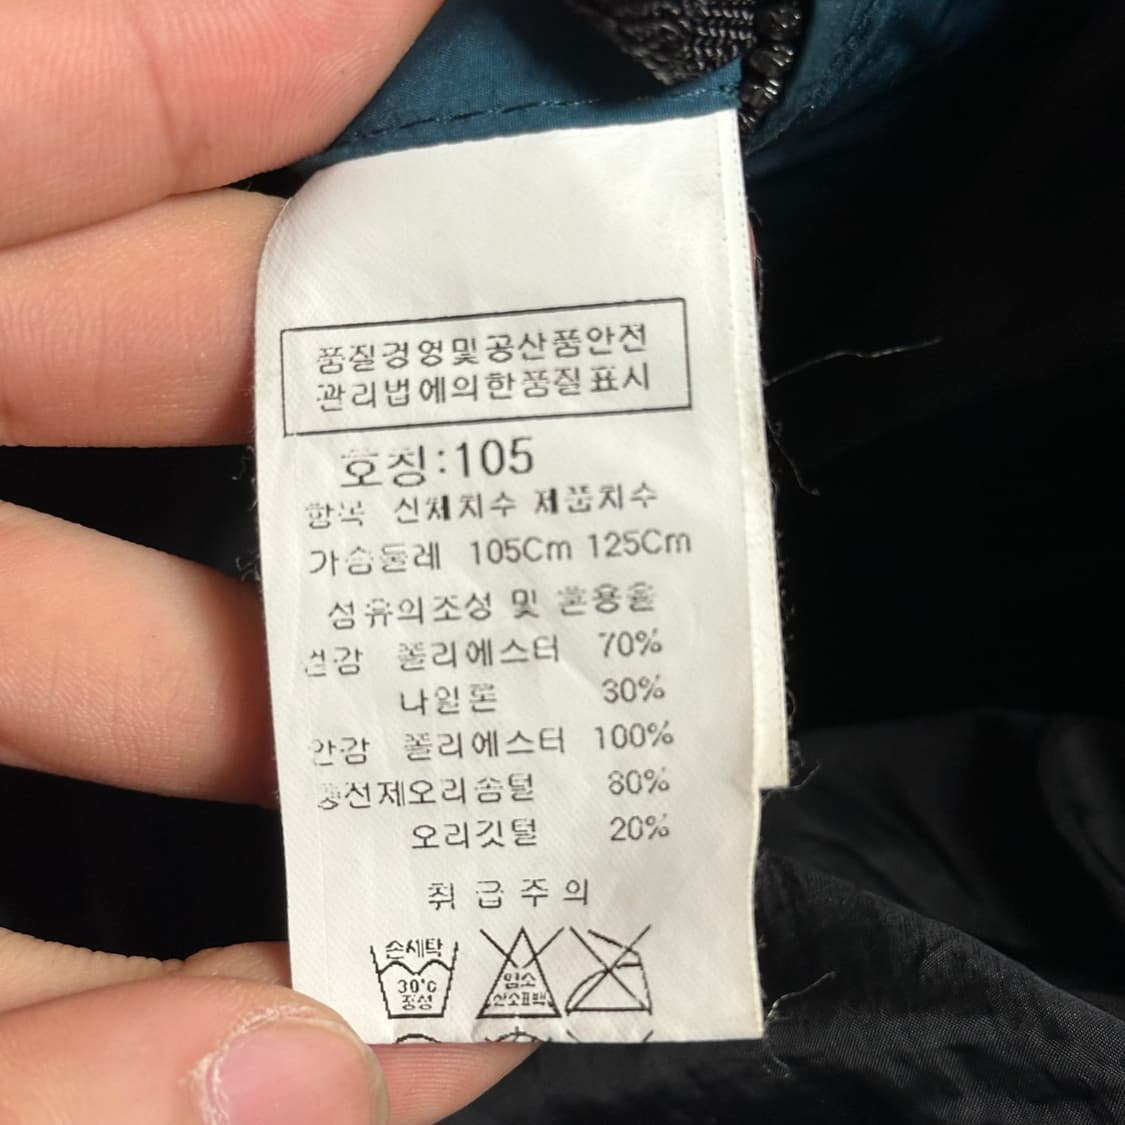 품질경영및공산품안전
관리법에의한품질표시
호칭:105
항목 신체치수 제품치수
가슴둘레 105Cm 125Cm
섬유의조성 및 혼용율
겉감 폴리에스터 70%
나일론 30%
안감 폴리에스터 100%
충전제오리솜털 80%
오리깃털 20%
취급주의
손세탁
30°c
중성
염소
산소표백